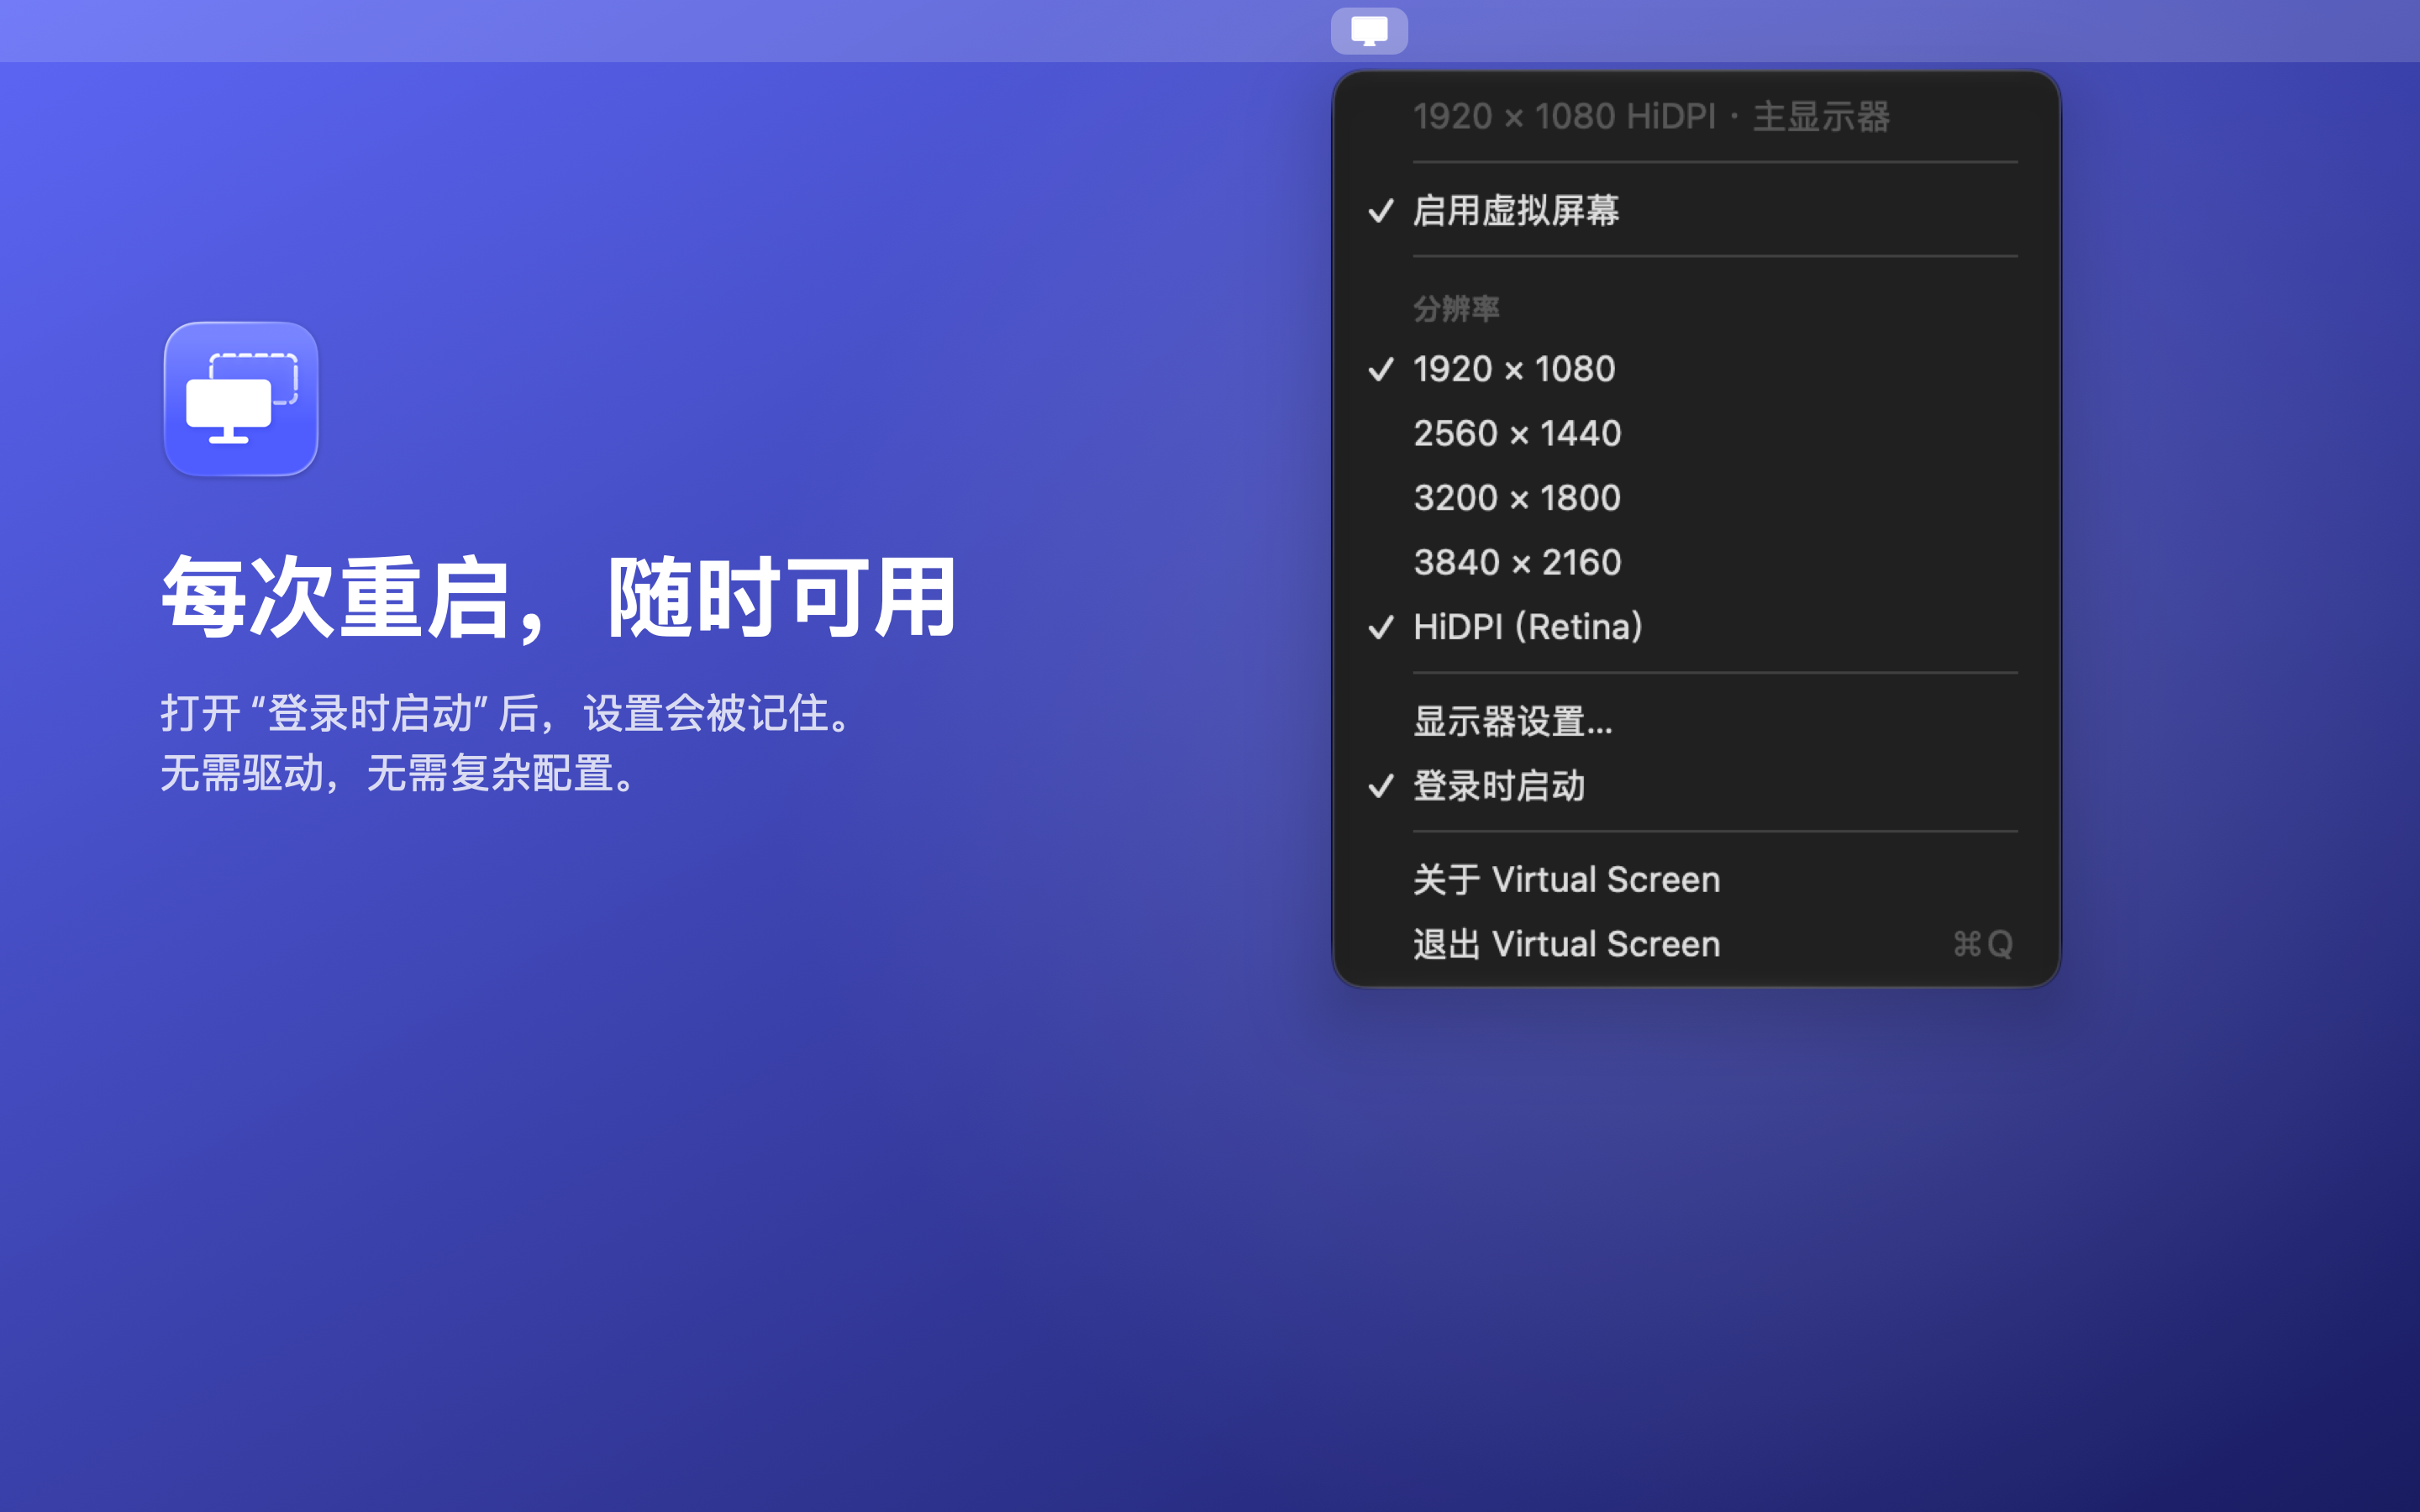 每次重启，随时可用
打开 “登录时启动” 后，设置会被记住。
无需驱动，无需复杂配置。
1920 × 1080 HiDPI · 主显示器
启用虚拟屏幕
分辨率
1920 × 1080
2560 × 1440
3200 × 1800
3840 × 2160
HiDPI (Retina)
显示器设置...
登录时启动
关于 Virtual Screen
退出 Virtual Screen ⌘Q